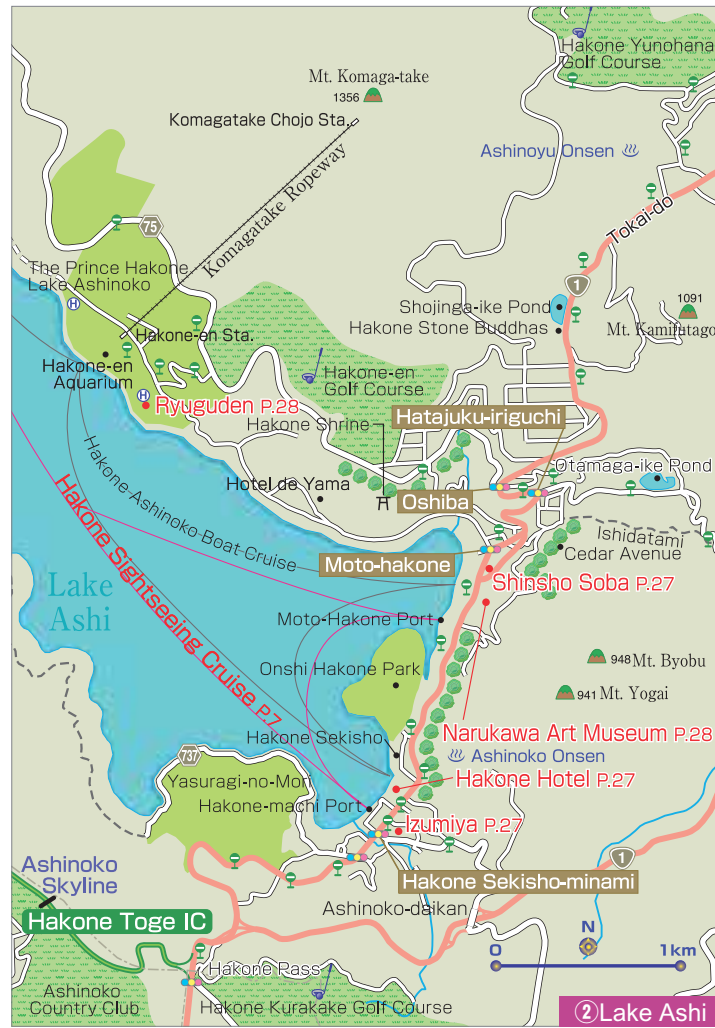 Hakone Yunohana
Golf Course
Mt. Komaga-take
1356
Komagatake Chojo Sta.
Ashinoyu Onsen
Komagatake Ropeway
Tokai-do
75
1
The Prince Hakone
Lake Ashinoko
H
Shojinga-ike Pond
Hakone Stone Buddhas
1091
Mt. Kamifutago
Hakone-en Sta.
Hakone-en
Aquarium
H
Ryuguden P.28
Hakone-en
Golf Course
Hakone Shrine
Hatajuku-iriguchi
Otamaga-ike Pond
Hotel de Yama
Oshiba
Hakone Ashinoko Boat Cruise
Hakone Sightseeing Cruise P.7
Ishidatami
Cedar Avenue
Moto-hakone
Shinsho Soba P.27
Lake
Ashi
Moto-Hakone Port
Onshi Hakone Park
948 Mt. Byobu
941 Mt. Yogai
Narukawa Art Museum P.28
Hakone Sekisho
Ashinoko Onsen
737
Yasuragi-no-Mori
Hakone Hotel P.27
Hakone-machi Port
Izumiya P.27
1
Ashinoko
Skyline
Hakone Sekisho-minami
Ashinoko-daikan
Hakone Toge IC
N
0
1km
Hakone Pass
Ashinoko
Country Club
Hakone Kurakake Golf Course
②Lake Ashi